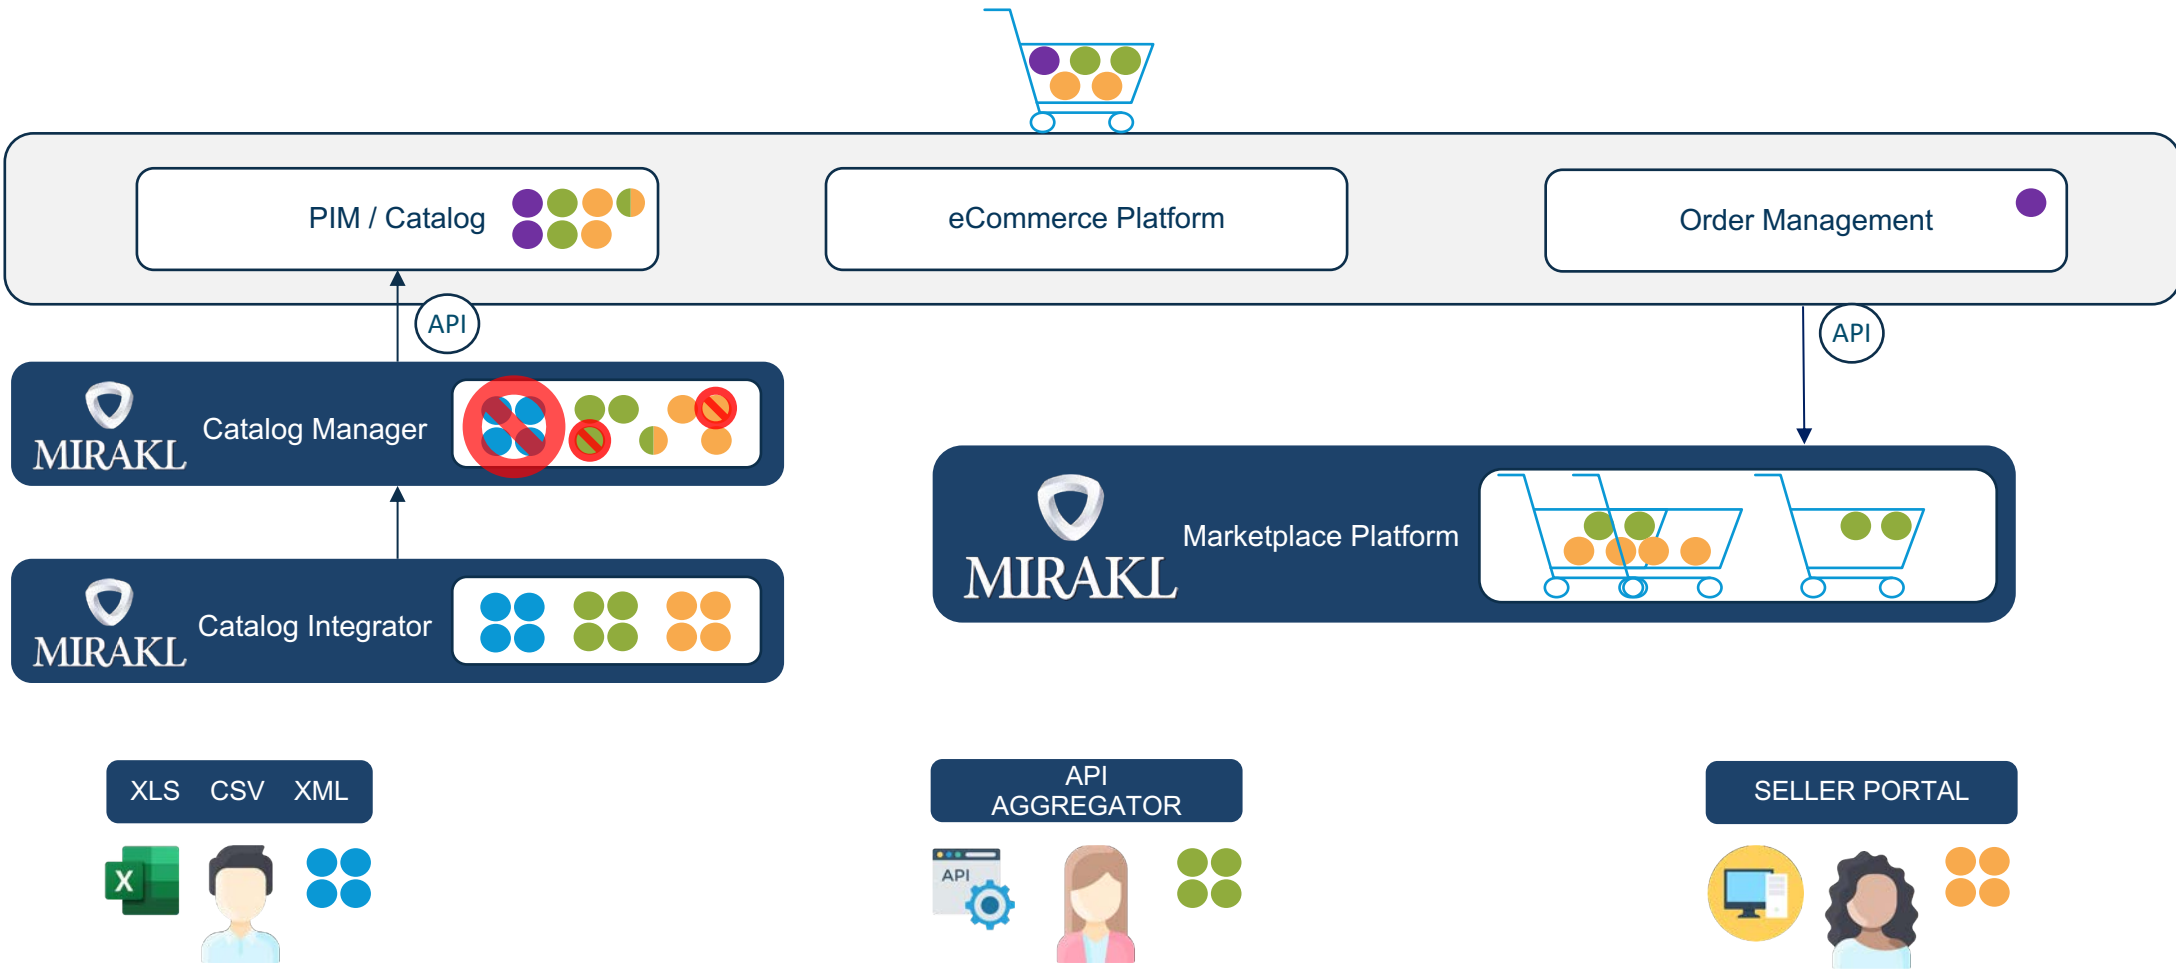 PIM / Catalog
eCommerce Platform
Order Management
API
API
MIRAKL
Catalog Manager
MIRAKL
Marketplace Platform
MIRAKL
Catalog Integrator
XLS CSV XML
API
AGGREGATOR
SELLER PORTAL
X
API